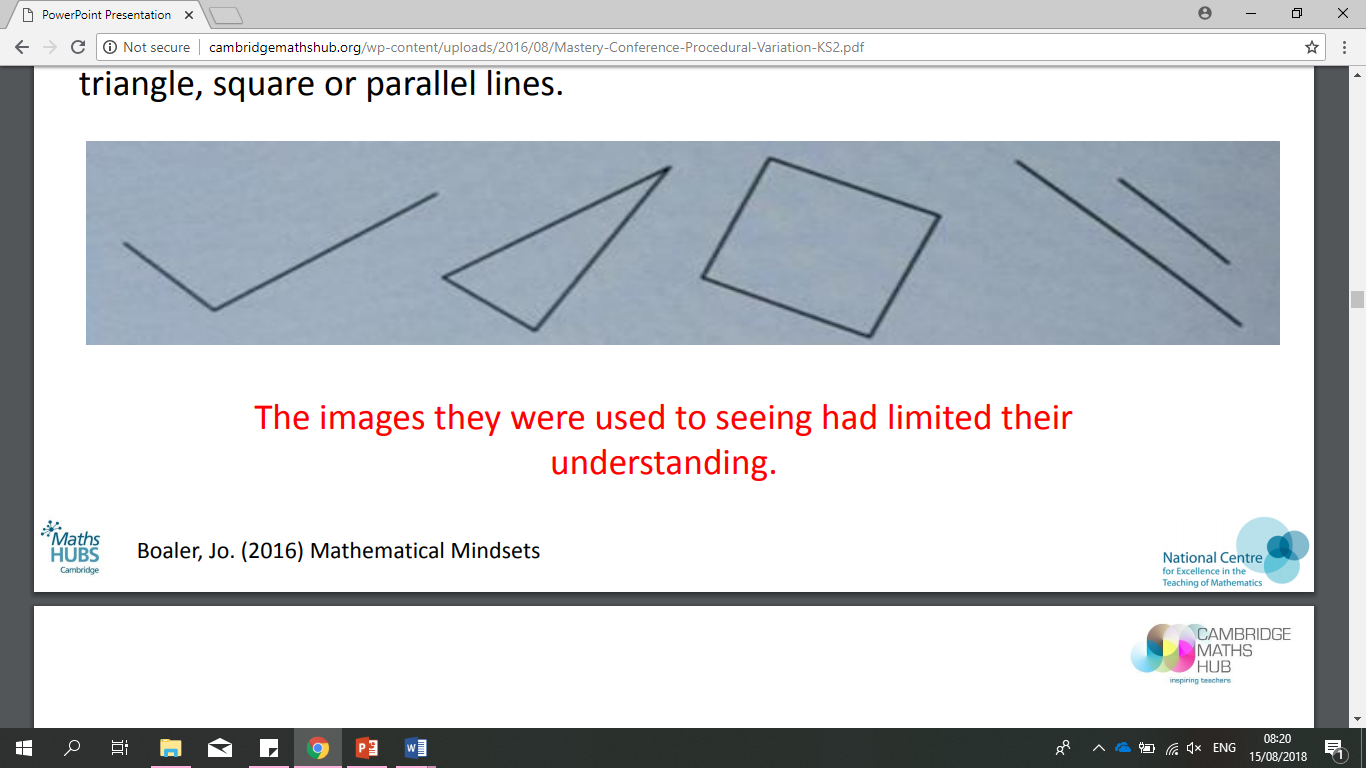 PowerPoint Presentation
Not secure
cambridgemathshub.org/wp-content/uploads/2016/08/Mastery-Conference-Procedural-Variation-KS2.pdf
triangle, square or parallel lines.
The images they were used to seeing had limited their
understanding.
Maths
HUBS
Cambridge
Boaler, Jo. (2016) Mathematical Mindsets
National Centre
for Excellence in the
Teaching of Mathematics
CAMBRIDGE
MATHS
HUB
inspiring teachers
ENG
08:20
15/08/2018
1